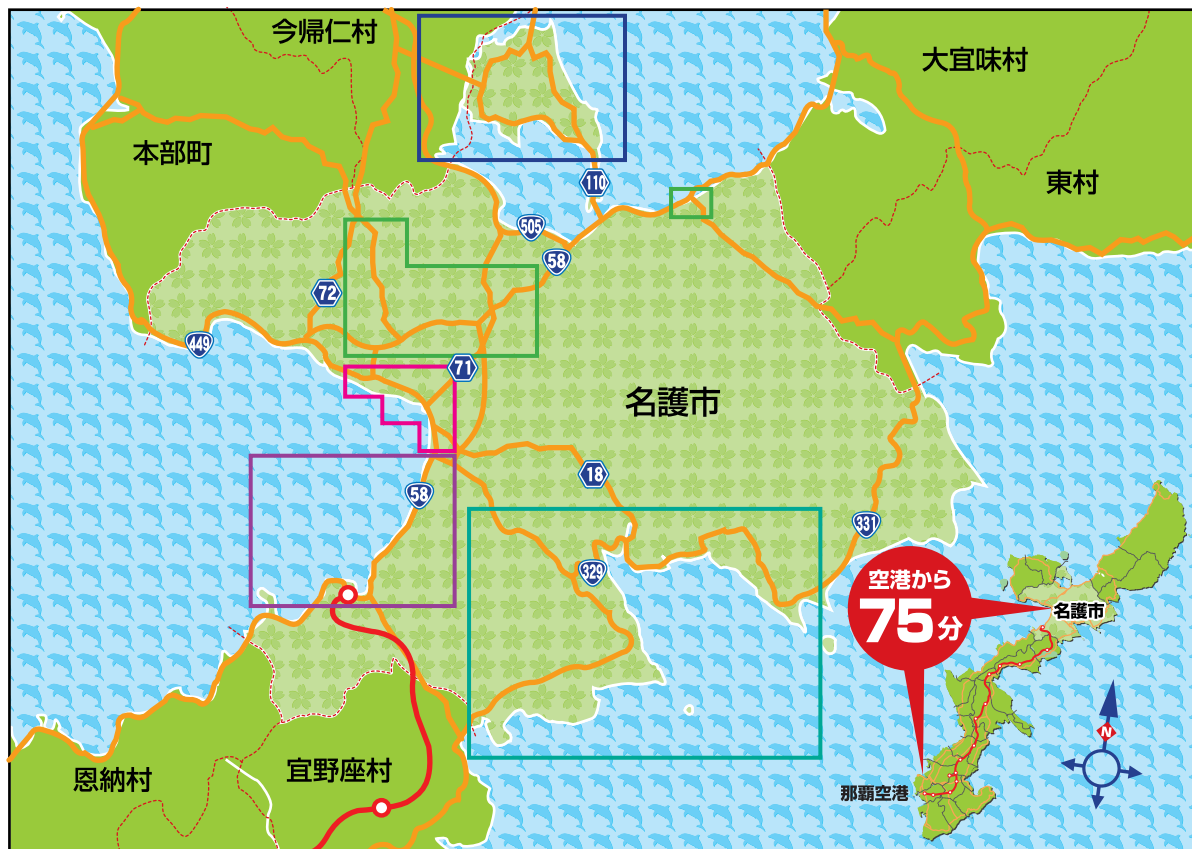 今帰仁村
大宜味村
本部町
東村
110
505
58
72
449
71
名護市
18
58
331
329
空港から
75分
名護市
恩納村
宜野座村
那覇空港
N